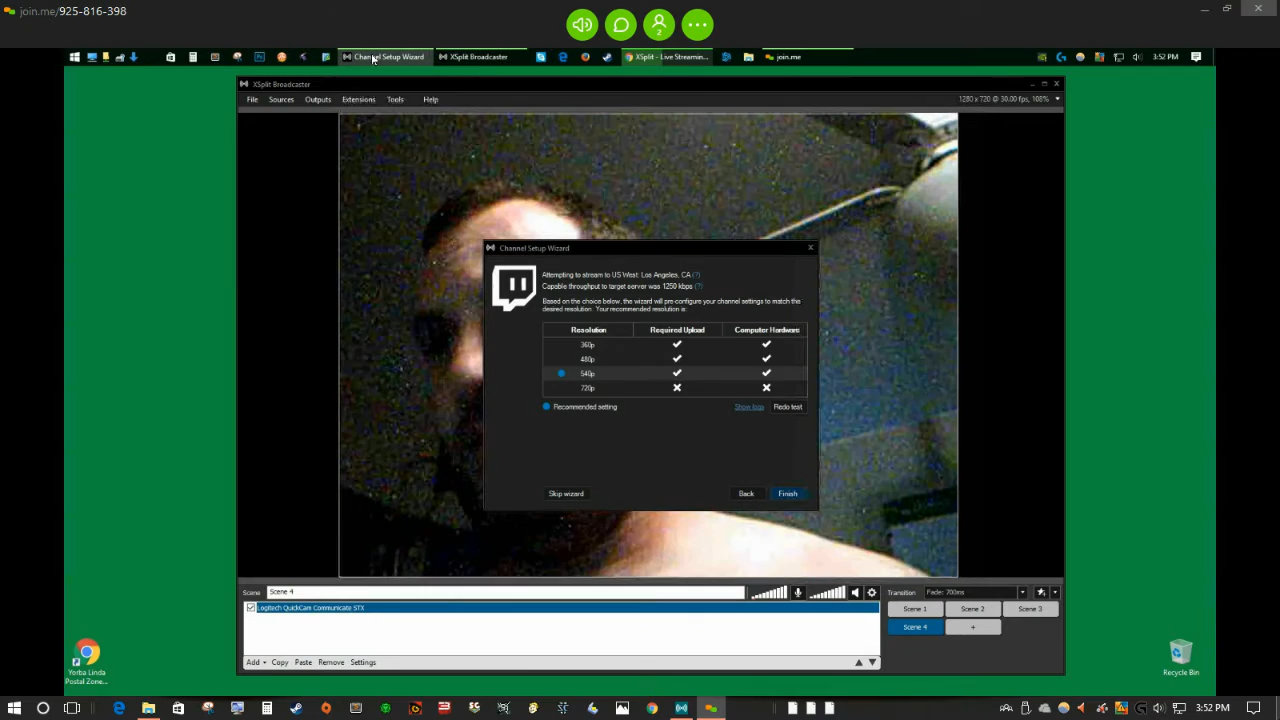 join.me/925-816-398
2
Channel Setup Wizard
XSplit Broadcaster
XSplit - Live Streamin...
join.me
3:52 PM
XSplit Broadcaster
File Sources Outputs Extensions Tools Help
1280 x 720 @ 30.00 fps, 108%
Channel Setup Wizard
Attempting to stream to US West: Los Angeles, CA (?)
Capable throughput to target server was 1250 kbps (?)
Based on the choice below, the wizard will pre-configure your channel settings to match the
desired resolution. Your recommended resolution is:
Resolution Required Upload Computer Hardware
360p
480p
540p
720p
Recommended setting Show logs Redo test
Skip wizard Back Finish
Scene Scene 4
Transition Fade: 700ms
Logitech QuickCam Communicate STX
Scene 1 Scene 2 Scene 3
Scene 4 +
Add Copy Paste Remove Settings
Yorba Linda
Postal Zone...
Recycle Bin
3:52 PM